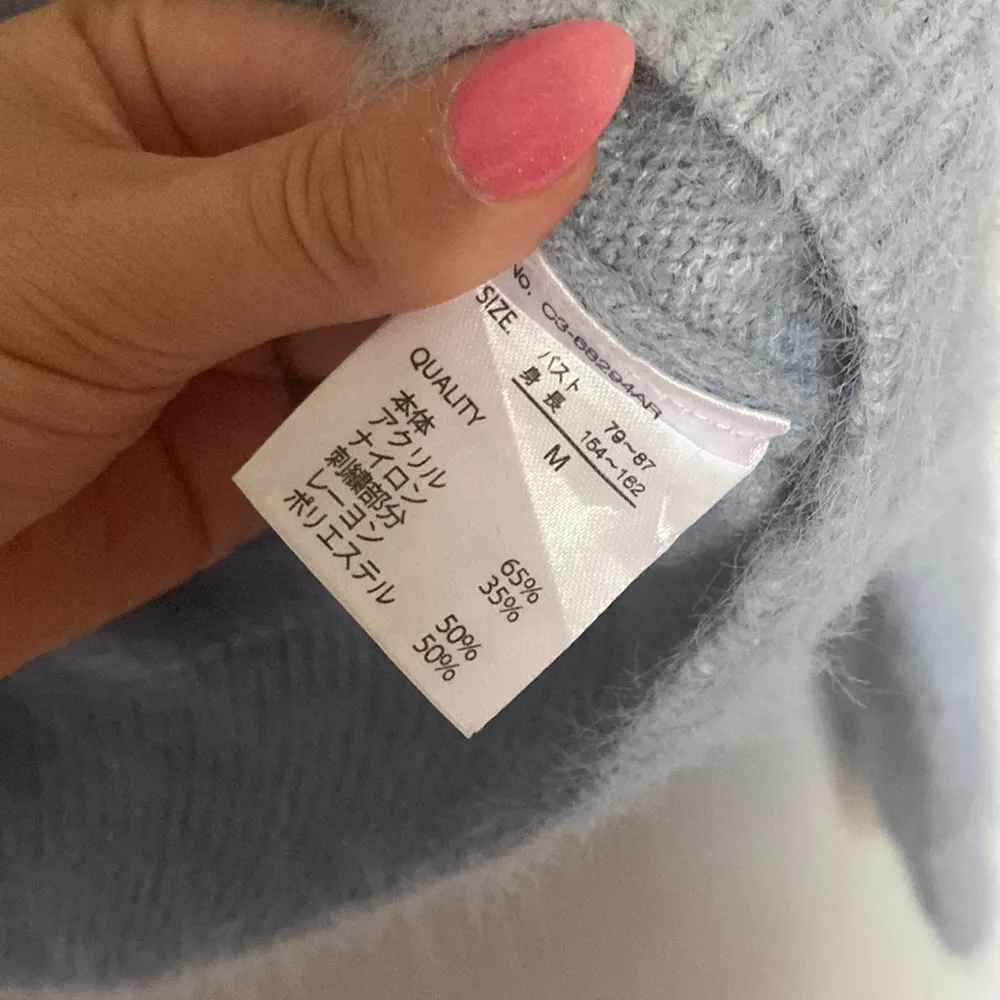 No. 03-68294AR
SIZE.
バスト 79～87
身長 154～162
M
QUALITY
本体
アクリル 65%
ナイロン 35%
刺繍部分
レーヨン 50%
ポリエステル 50%